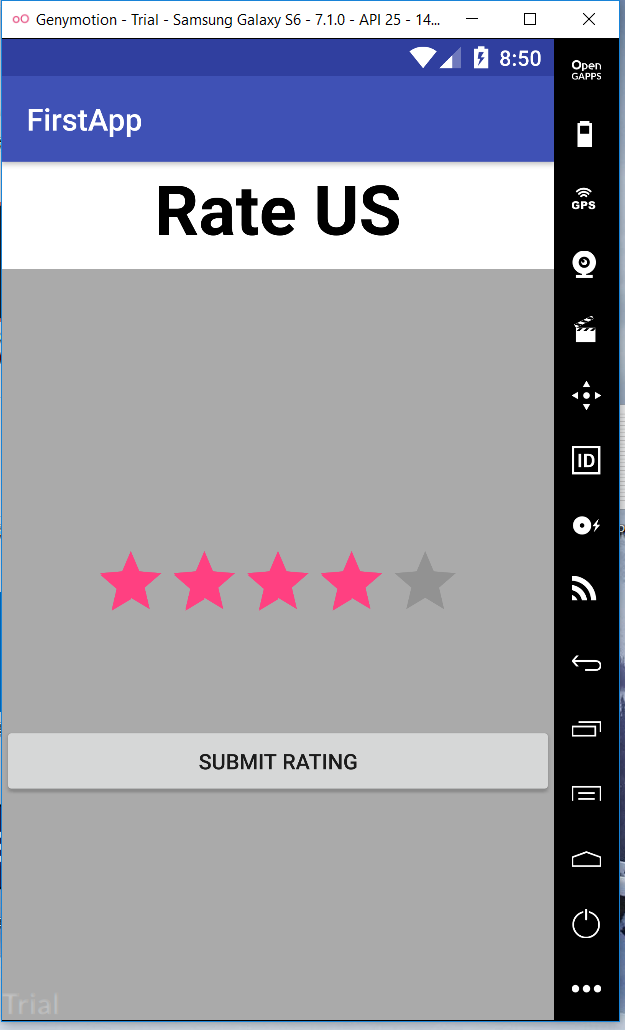 Genymotion - Trial - Samsung Galaxy S6 - 7.1.0 - API 25 - 14...
8:50
Open
GAPPS
FirstApp
GPS
Rate US
ID
SUBMIT RATING
Trial